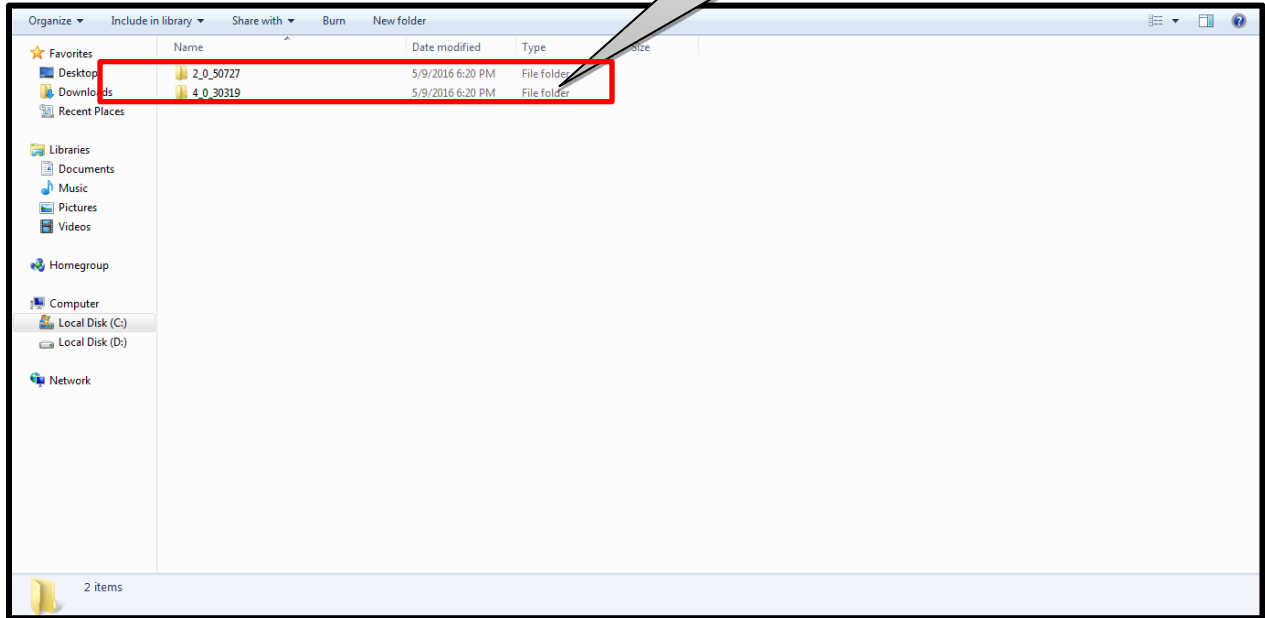 Organize Include in library Share with Burn New folder
Name Date modified Type Size
Favorites
Desktop 2_0_50727 5/9/2016 6:20 PM File folder
Downloads 4_0_30319 5/9/2016 6:20 PM File folder
Recent Places
Libraries
Documents
Music
Pictures
Videos
Homegroup
Computer
Local Disk (C:)
Local Disk (D:)
Network
2 items